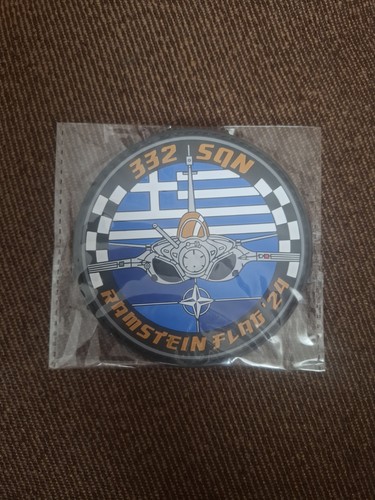 332 SQN
RAMSTEIN FLAG '24